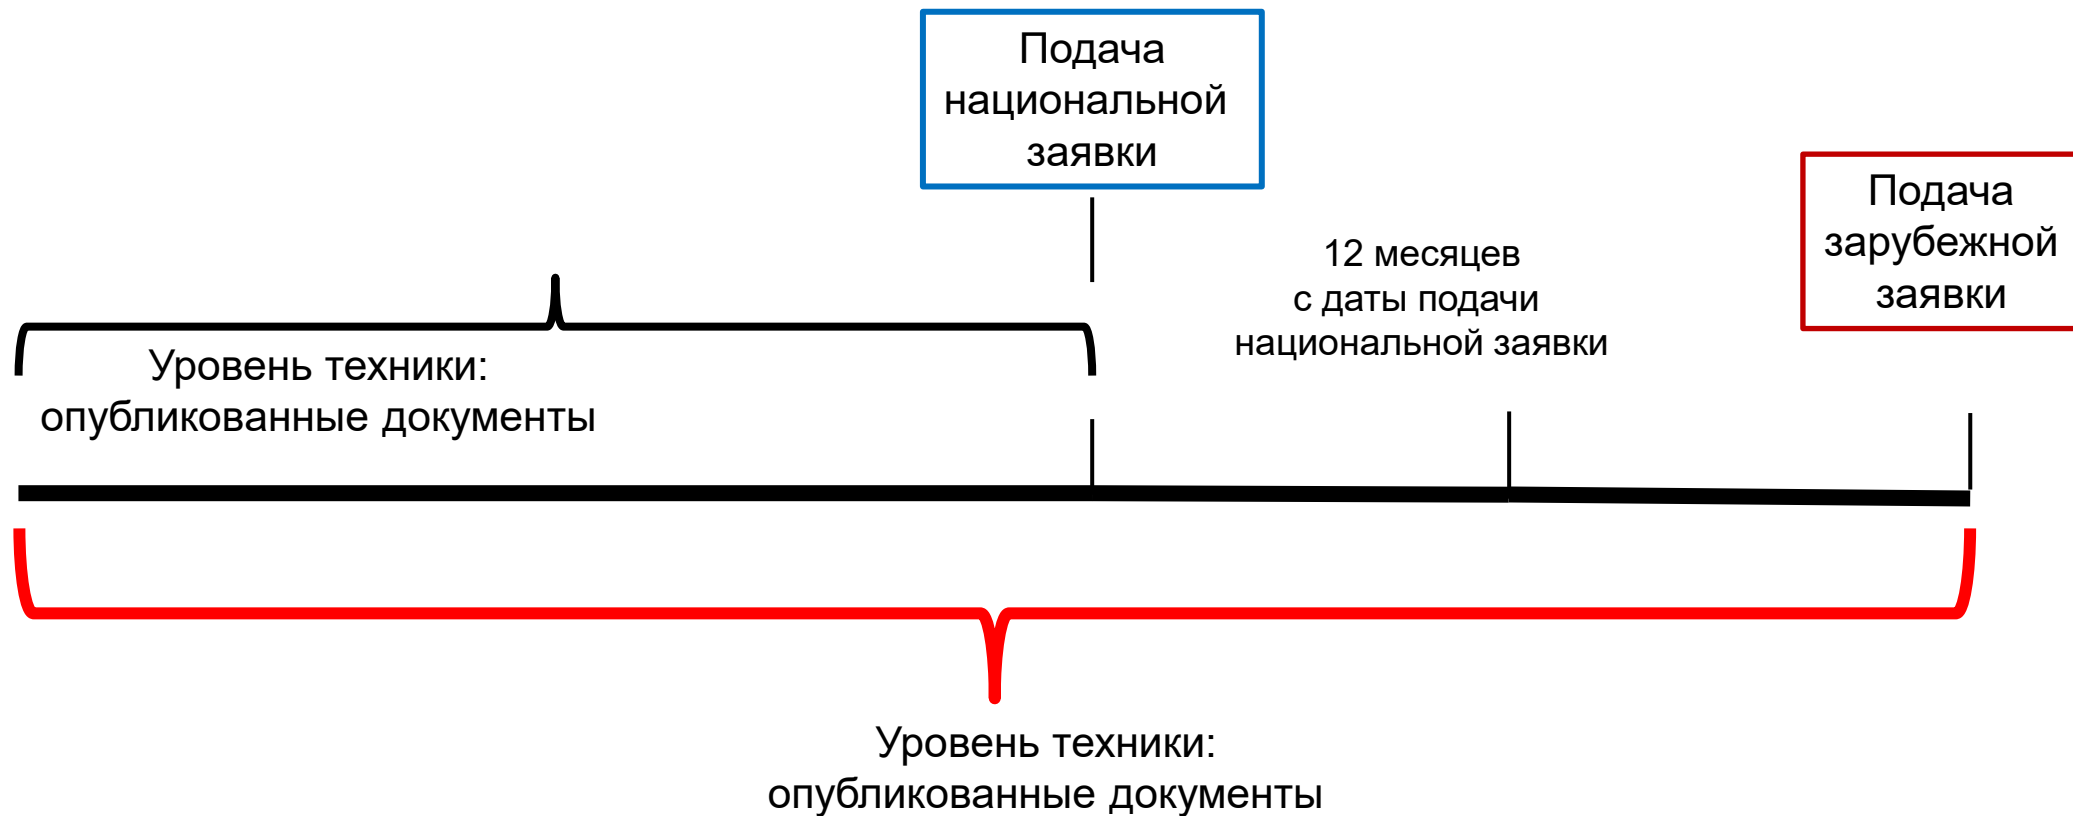 Подача
национальной
заявки
Подача
зарубежной
заявки
12 месяцев
с даты подачи
национальной заявки
Уровень техники:
опубликованные документы
Уровень техники:
опубликованные документы